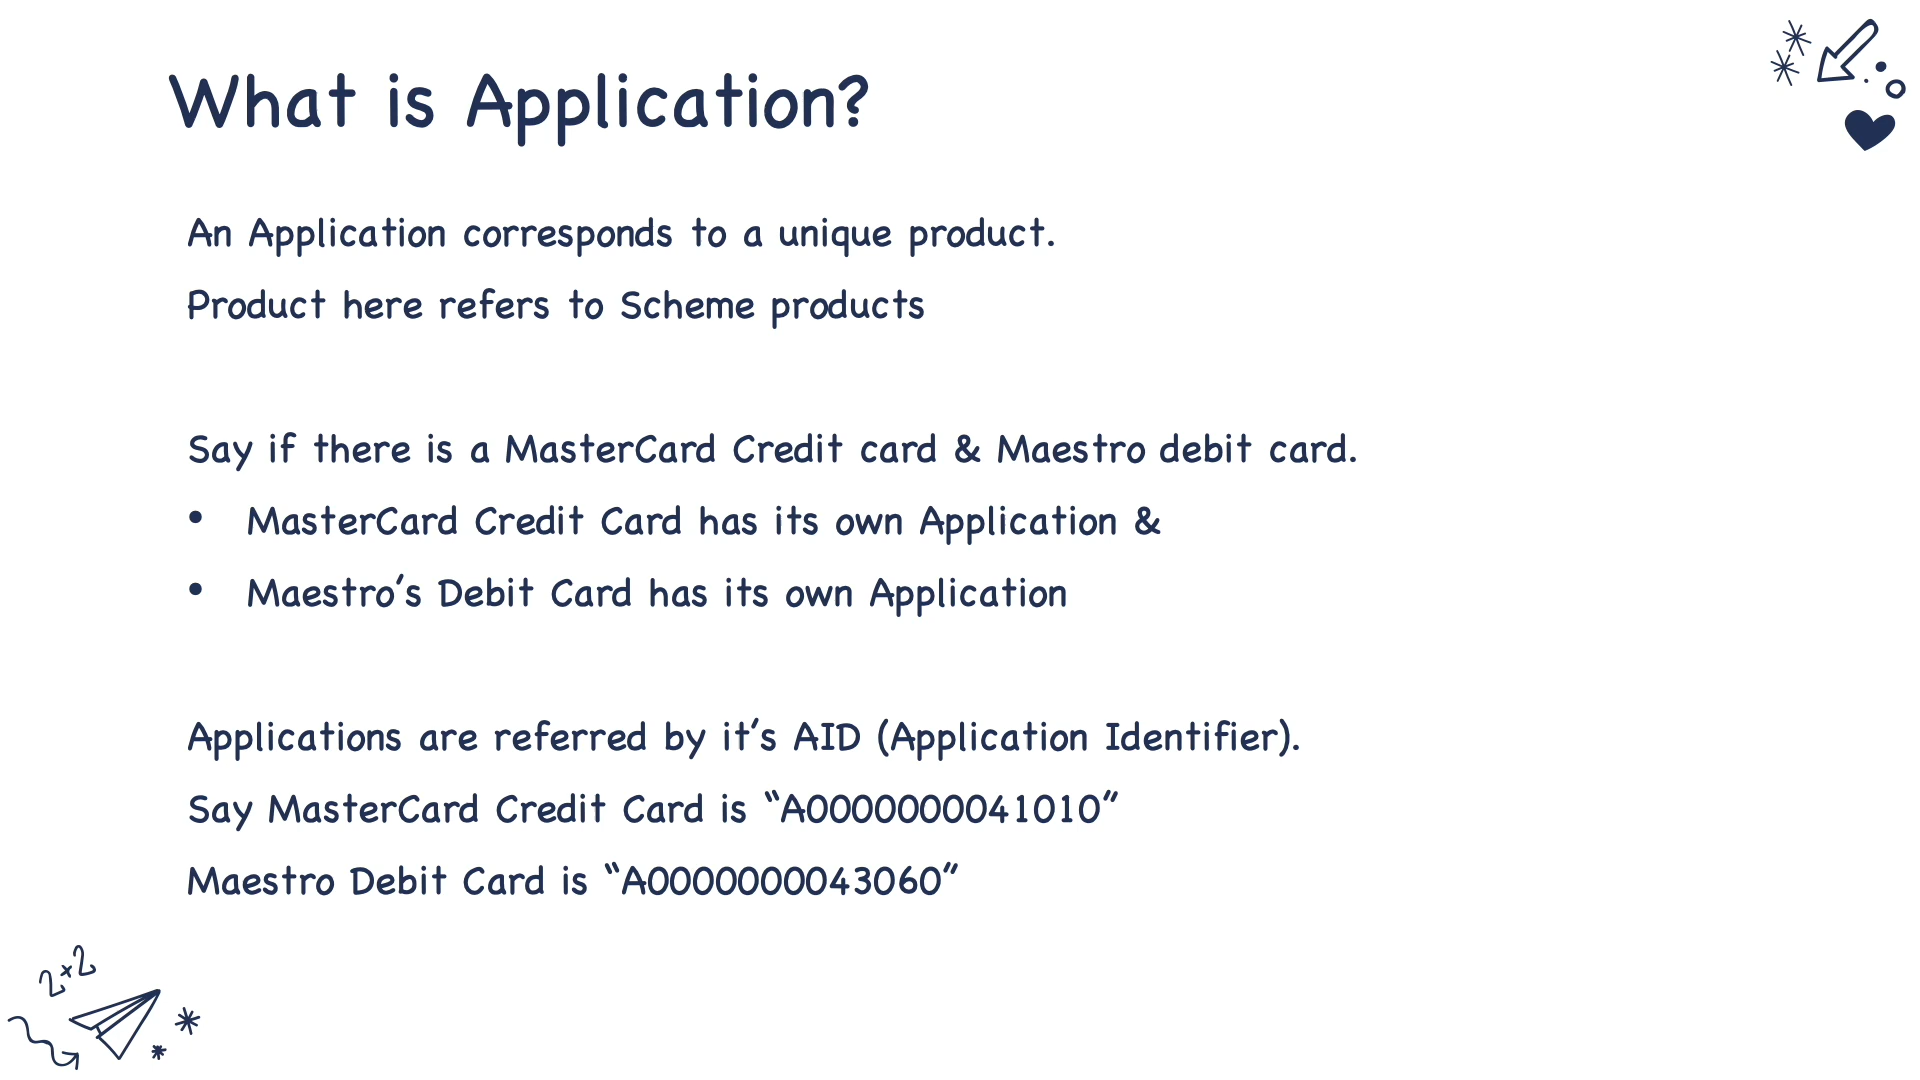 What is Application?
An Application corresponds to a unique product.
Product here refers to Scheme products
Say if there is a MasterCard Credit card & Maestro debit card.
• MasterCard Credit Card has its own Application &
• Maestro’s Debit Card has its own Application
Applications are referred by it’s AID (Application Identifier).
Say MasterCard Credit Card is “A0000000041010”
Maestro Debit Card is “A0000000043060”
2×2